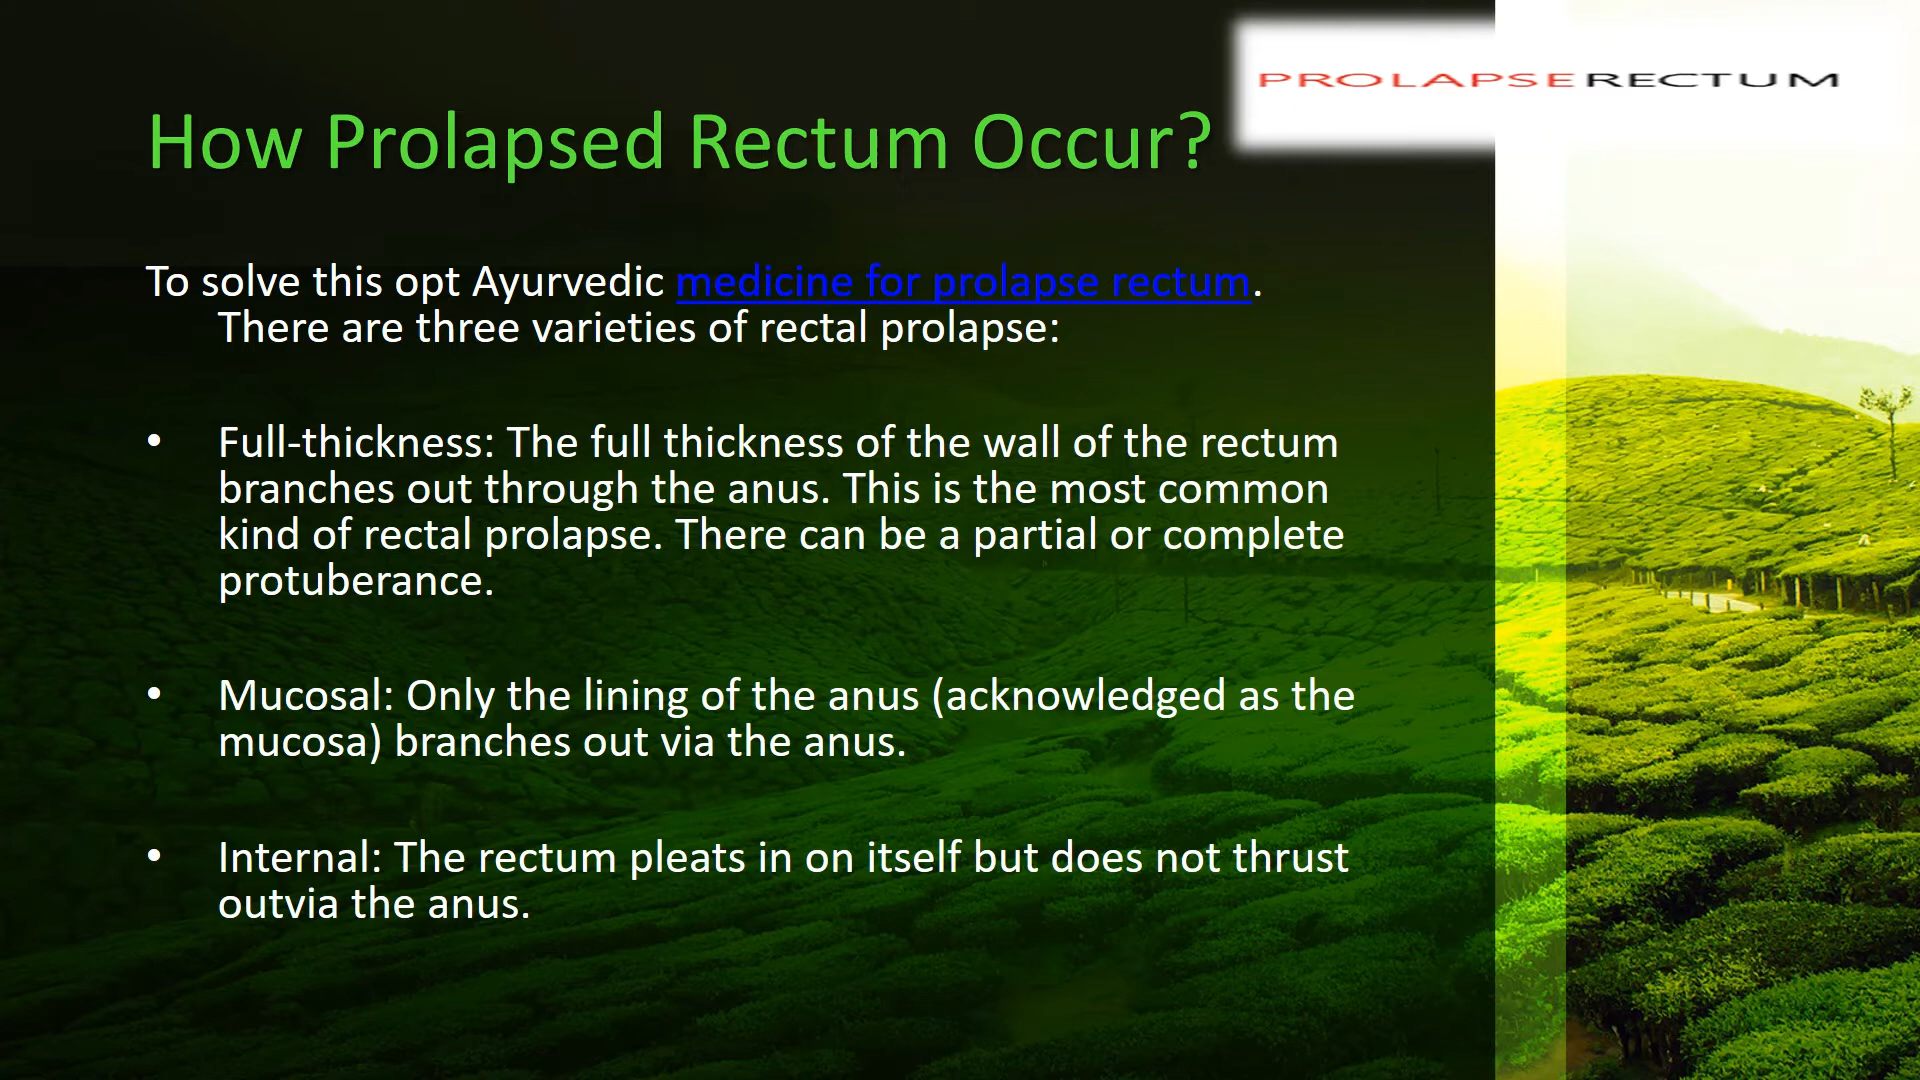 PROLAPSERECTUM
How Prolapsed Rectum Occur?
To solve this opt Ayurvedic medicine for prolapse rectum.
There are three varieties of rectal prolapse:
• Full-thickness: The full thickness of the wall of the rectum
branches out through the anus. This is the most common
kind of rectal prolapse. There can be a partial or complete
protuberance.
• Mucosal: Only the lining of the anus (acknowledged as the
mucosa) branches out via the anus.
• Internal: The rectum pleats in on itself but does not thrust
outvia the anus.